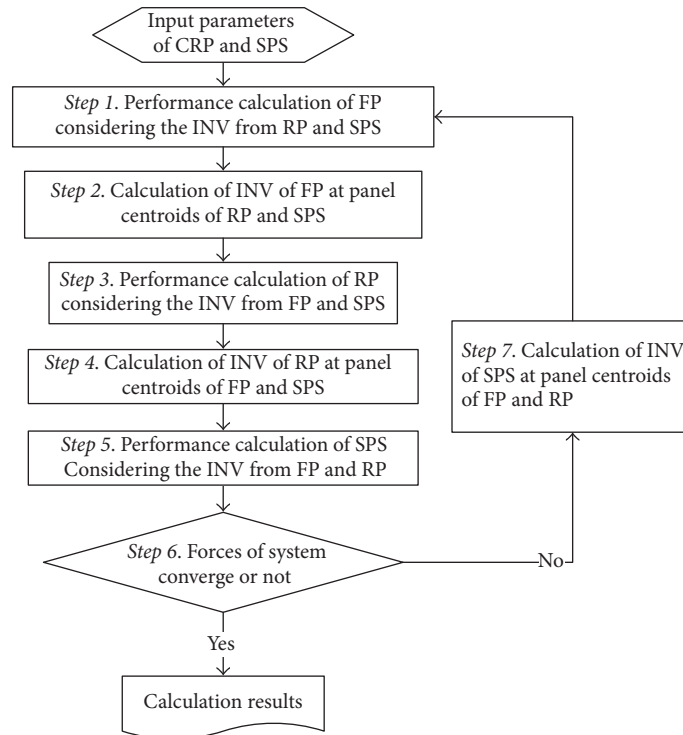 Input parameters
of CRP and SPS
Step 1. Performance calculation of FP
considering the INV from RP and SPS
Step 2. Calculation of INV of FP at panel
centroids of RP and SPS
Step 3. Performance calculation of RP
considering the INV from FP and SPS
Step 4. Calculation of INV of RP at panel
centroids of FP and SPS
Step 5. Performance calculation of SPS
Considering the INV from FP and RP
Step 6. Forces of system
converge or not
No
Step 7. Calculation of INV
of SPS at panel centroids
of FP and RP
Yes
Calculation results